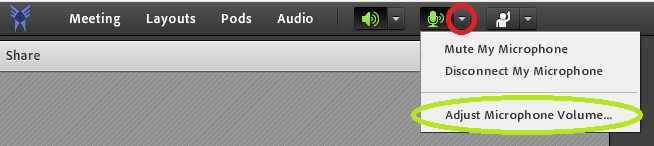 Meeting Layouts Pods Audio
Share
Mute My Microphone
Disconnect My Microphone
Adjust Microphone Volume...